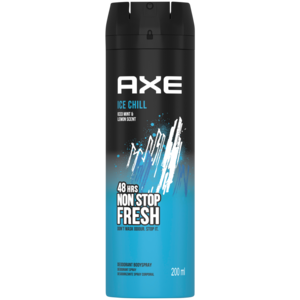 AXE
ICE CHILL
ICED MINT &
LEMON SCENT
48 HRS
NON STOP
FRESH
DEODORANT BODYSPRAY
200 ml